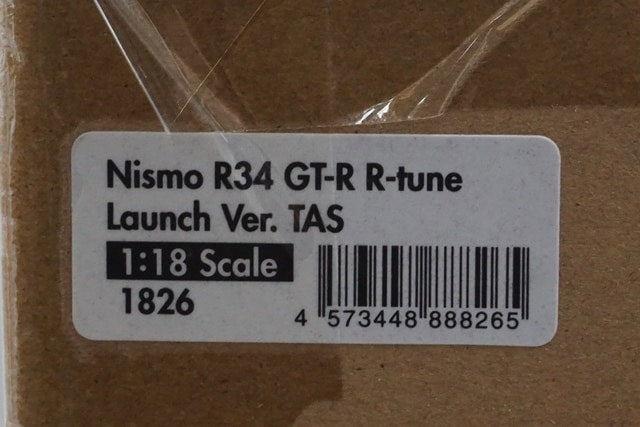 Nismo R34 GT-R R-tune
Launch Ver. TAS
1:18 Scale
1826
4 573448 888265